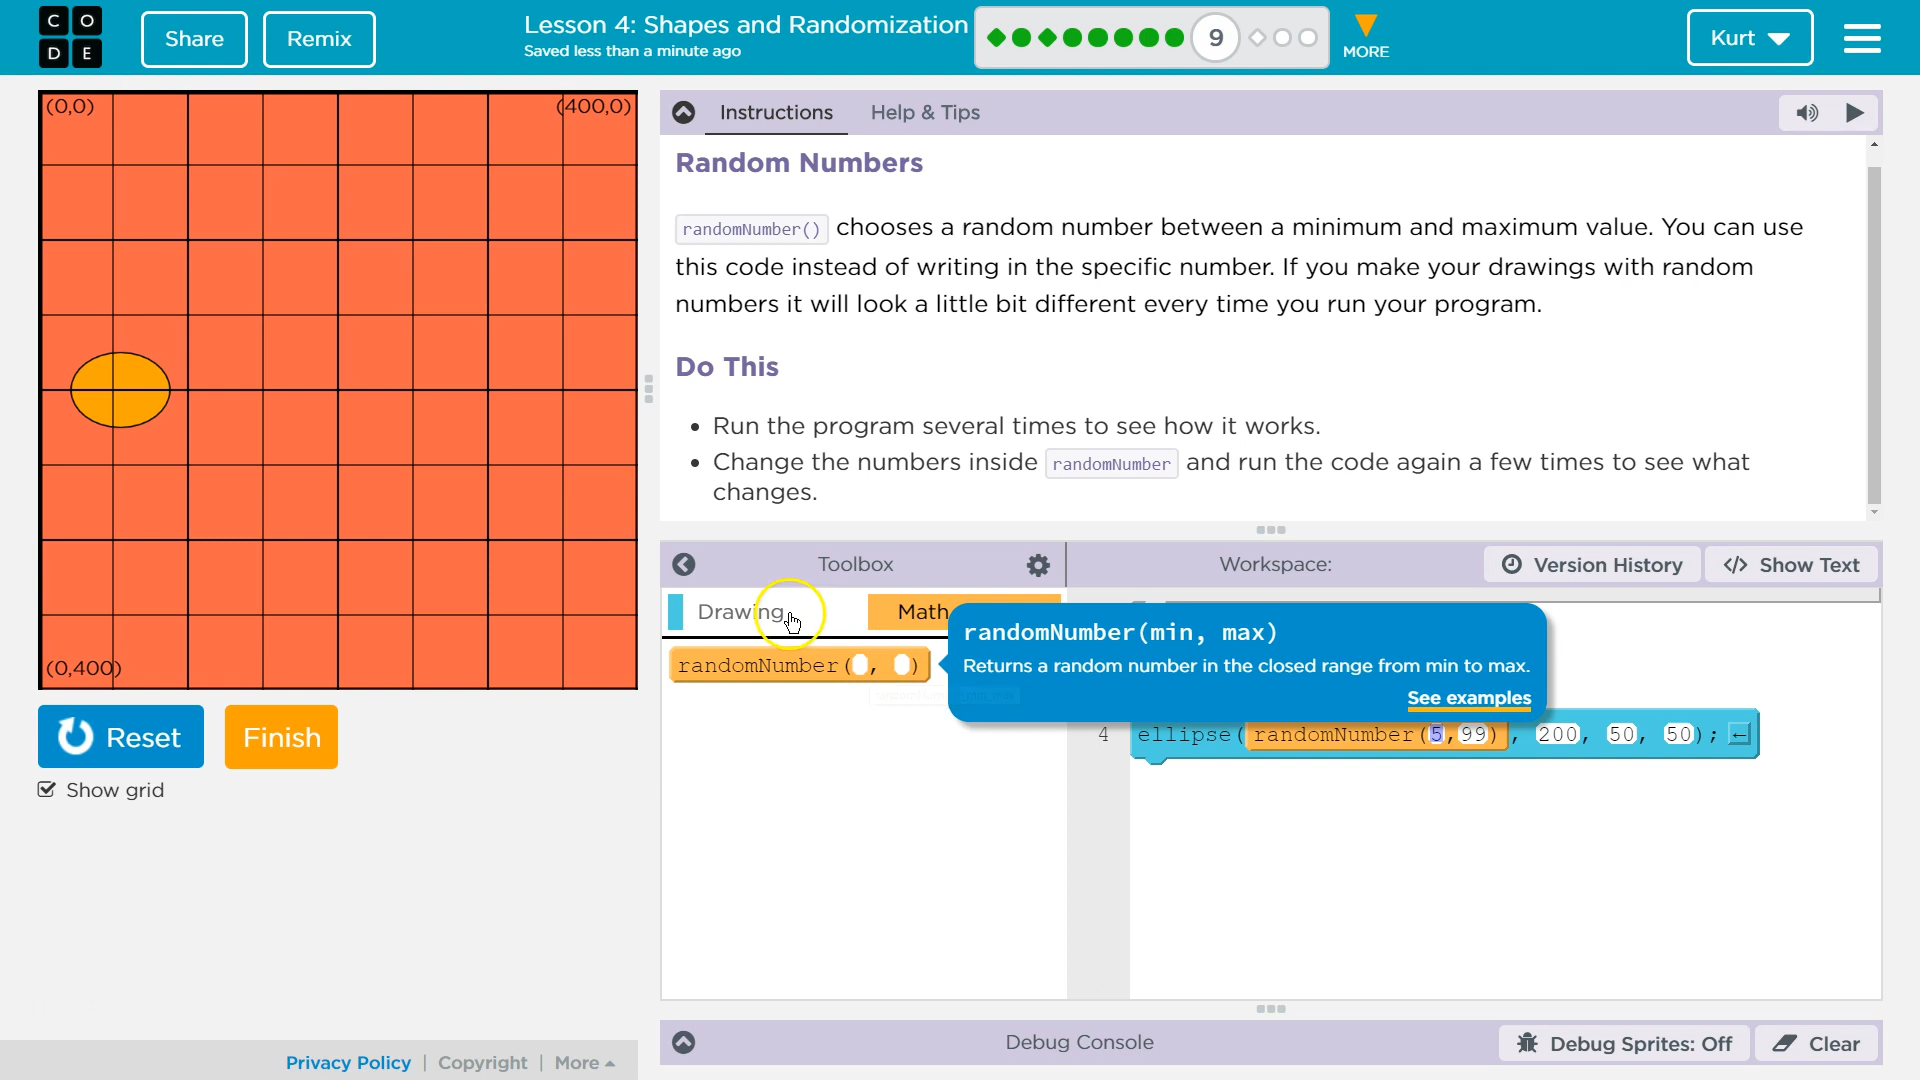 CODE
Share
Remix
Lesson 4: Shapes and Randomization
Saved less than a minute ago
9
MORE
Kurt
(0,0)
(400,0)
(0,400)
Instructions
Help & Tips
Random Numbers
randomNumber() chooses a random number between a minimum and maximum value. You can use
this code instead of writing in the specific number. If you make your drawings with random
numbers it will look a little bit different every time you run your program.
Do This
• Run the program several times to see how it works.
• Change the numbers inside randomNumber and run the code again a few times to see what
changes.
Toolbox
Workspace:
Version History
</> Show Text
Drawing
Math
randomNumber( , )
randomNumber(min, max)
Returns a random number in the closed range from min to max.
See examples
4 ellipse(randomNumber(5,99), 200, 50, 50);←
Reset
Finish
Show grid
Debug Console
Debug Sprites: Off
Clear
Privacy Policy | Copyright | More